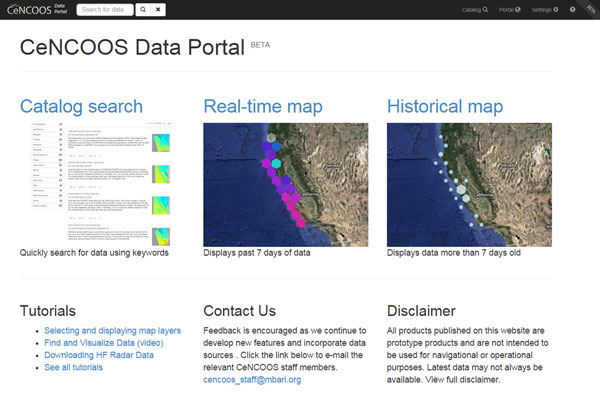 CeNCOOS Data Portal
Search for data
Catalog
Portal
Settings
BETA
CeNCOOS Data Portal BETA
Catalog search
Quickly search for data using keywords
Real-time map
Nevada
California
Displays past 7 days of data
Historical map
Nevada
California
Displays data more than 7 days old
Tutorials
Selecting and displaying map layers
Find and Visualize Data (video)
Downloading HF Radar Data
See all tutorials
Contact Us
Feedback is encouraged as we continue to
develop new features and incorporate data
sources . Click the link below to e-mail the
relevant CeNCOOS staff members.
cencoos_staff@mbari.org
Disclaimer
All products published on this website are
prototype products and are not intended to
be used for navigational or operational
purposes. Latest data may not always be
available. View full disclaimer.